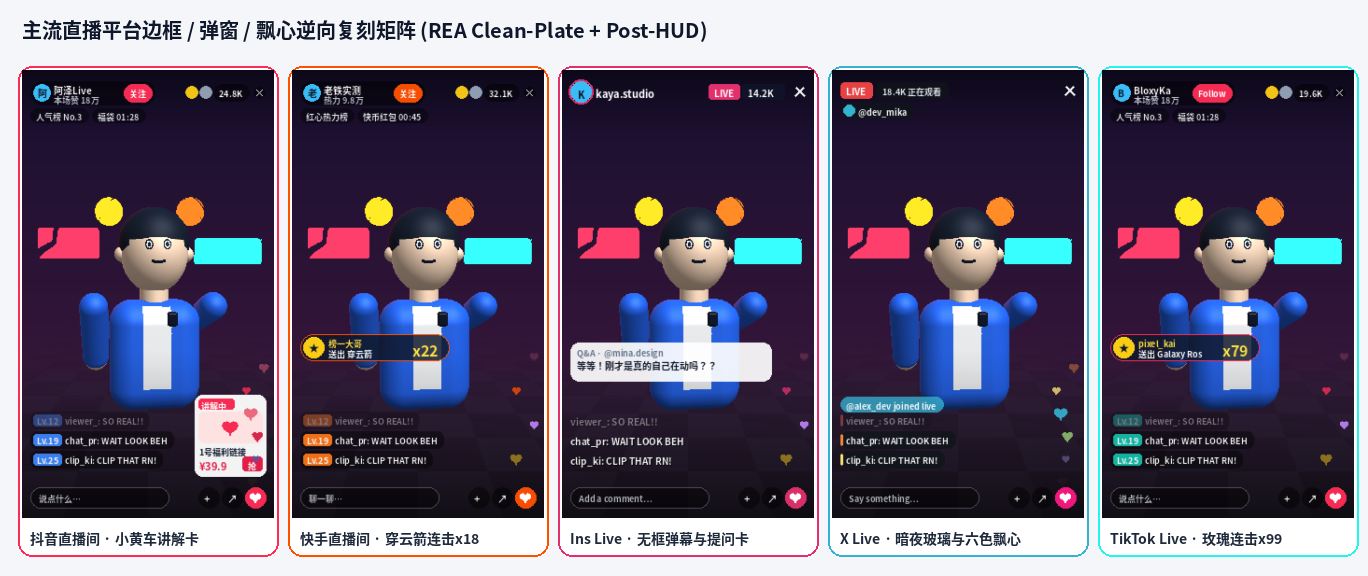 主流直播平台边框 / 弹窗 / 飘心逆向复刻矩阵 (REA Clean-Plate + Post-HUD)
阿 阿泽Live 关注 24.8K ×
本场赞 18万
人气榜 No.3 福袋 01:28
Lv.12 viewer_: SO REAL!!
Lv.19 chat_pr: WAIT LOOK BEH
Lv.25 clip_ki: CLIP THAT RN!
讲解中
1号福利链接
¥39.9 抢
说点什么… + ↗
抖音直播间 · 小黄车讲解卡
老 老铁实测 关注 32.1K ×
热力 9.8万
红心热力榜 快币红包 00:45
榜一大哥
送出 穿云箭 x22
Lv.12 viewer_: SO REAL!!
Lv.19 chat_pr: WAIT LOOK BEH
Lv.25 clip_ki: CLIP THAT RN!
聊一聊… + ↗
快手直播间 · 穿云箭连击x18
K kaya.studio LIVE 14.2K ×
Q&A · @mina.design
等等！刚才是真的自己在动吗？？
viewer_: SO REAL!!
chat_pr: WAIT LOOK BEH
clip_ki: CLIP THAT RN!
Add a comment… + ↗
Ins Live · 无框弹幕与提问卡
LIVE 18.4K 正在观看 ×
@dev_mika
@alex_dev joined live
viewer_: SO REAL!!
chat_pr: WAIT LOOK BEH
clip_ki: CLIP THAT RN!
Say something… + ↗
X Live · 暗夜玻璃与六色飘心
B BloxyKa Follow 19.6K ×
本场赞 18万
人气榜 No.3 福袋 01:28
pixel_kai
送出 Galaxy Ros x79
Lv.12 viewer_: SO REAL!!
Lv.19 chat_pr: WAIT LOOK BEH
Lv.25 clip_ki: CLIP THAT RN!
说点什么… + ↗
TikTok Live · 玫瑰连击x99